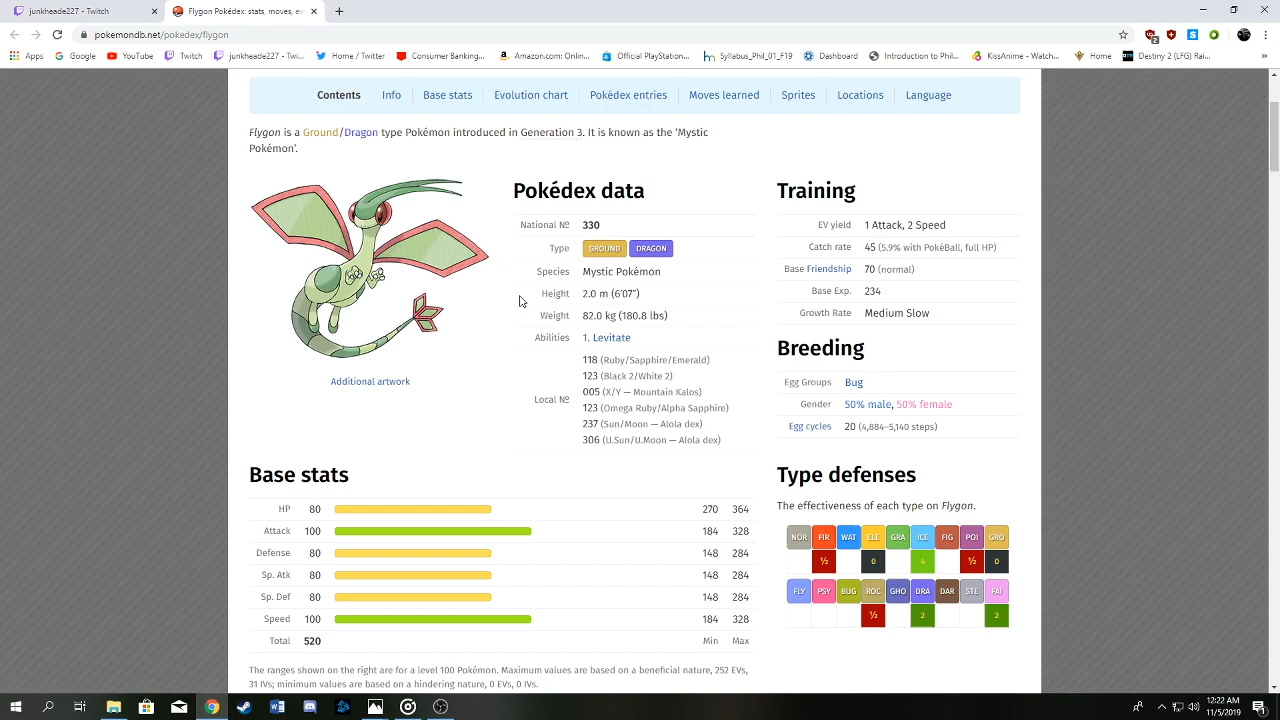 junkheade227 - Twitch
Flygon Pokédex: stats, moves, ev
pokemondb.net/pokedex/flygon
2
Apps
Google
YouTube
Twitch
junkheade227 - Twi...
Home / Twitter
Consumer Banking...
Amazon.com: Onlin...
Official PlayStation...
Syllabus_Phil_01_F19
Dashboard
Introduction to Phil...
KissAnime - Watch...
Home
Destiny 2 (LFG) Rai...
»
Contents Info Base stats Evolution chart Pokédex entries Moves learned Sprites Locations Language
Flygon is a Ground/Dragon type Pokémon introduced in Generation 3. It is known as the ‘Mystic
Pokémon’.
Additional artwork
Pokédex data
National № 330
Type GROUND DRAGON
Species Mystic Pokémon
Height 2.0 m (6′07″)
Weight 82.0 kg (180.8 lbs)
Abilities 1. Levitate
Local №
118 (Ruby/Sapphire/Emerald)
123 (Black 2/White 2)
005 (X/Y — Mountain Kalos)
123 (Omega Ruby/Alpha Sapphire)
237 (Sun/Moon — Alola dex)
306 (U.Sun/U.Moon — Alola dex)
Training
EV yield 1 Attack, 2 Speed
Catch rate 45 (5.9% with PokéBall, full HP)
Base Friendship 70 (normal)
Base Exp. 234
Growth Rate Medium Slow
Breeding
Egg Groups Bug
Gender 50% male, 50% female
Egg cycles 20 (4,884–5,140 steps)
Base stats
HP 80 270 364
Attack 100 184 328
Defense 80 148 284
Sp. Atk 80 148 284
Sp. Def 80 148 284
Speed 100 184 328
Total 520 Min Max
The ranges shown on the right are for a level 100 Pokémon. Maximum values are based on a beneficial nature, 252 EVs,
31 IVs; minimum values are based on a hindering nature, 0 EVs, 0 IVs.
Type defenses
The effectiveness of each type on Flygon.
NOR FIR WAT ELE GRA ICE FIG POI GRO
½ 0 4 ½ 0
FLY PSY BUG ROC GHO DRA DAR STE FAI
½ 2 2
12:22 AM
11/5/2019